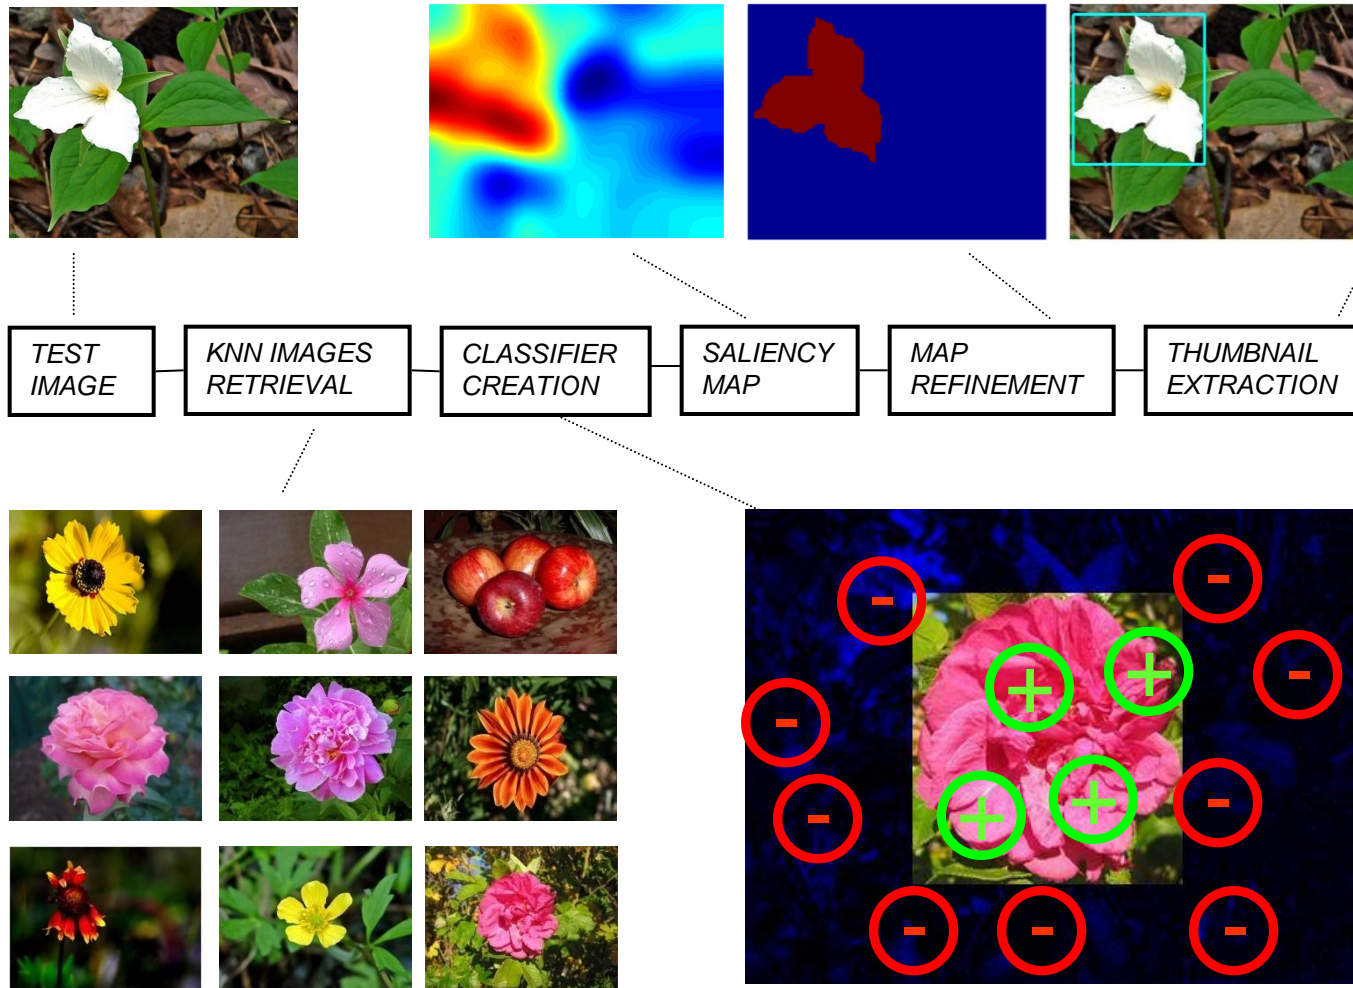 TEST
IMAGE
KNN IMAGES
RETRIEVAL
CLASSIFIER
CREATION
SALIENCY
MAP
MAP
REFINEMENT
THUMBNAIL
EXTRACTION
- -
+ +
-
-
+ +
- -
- - -